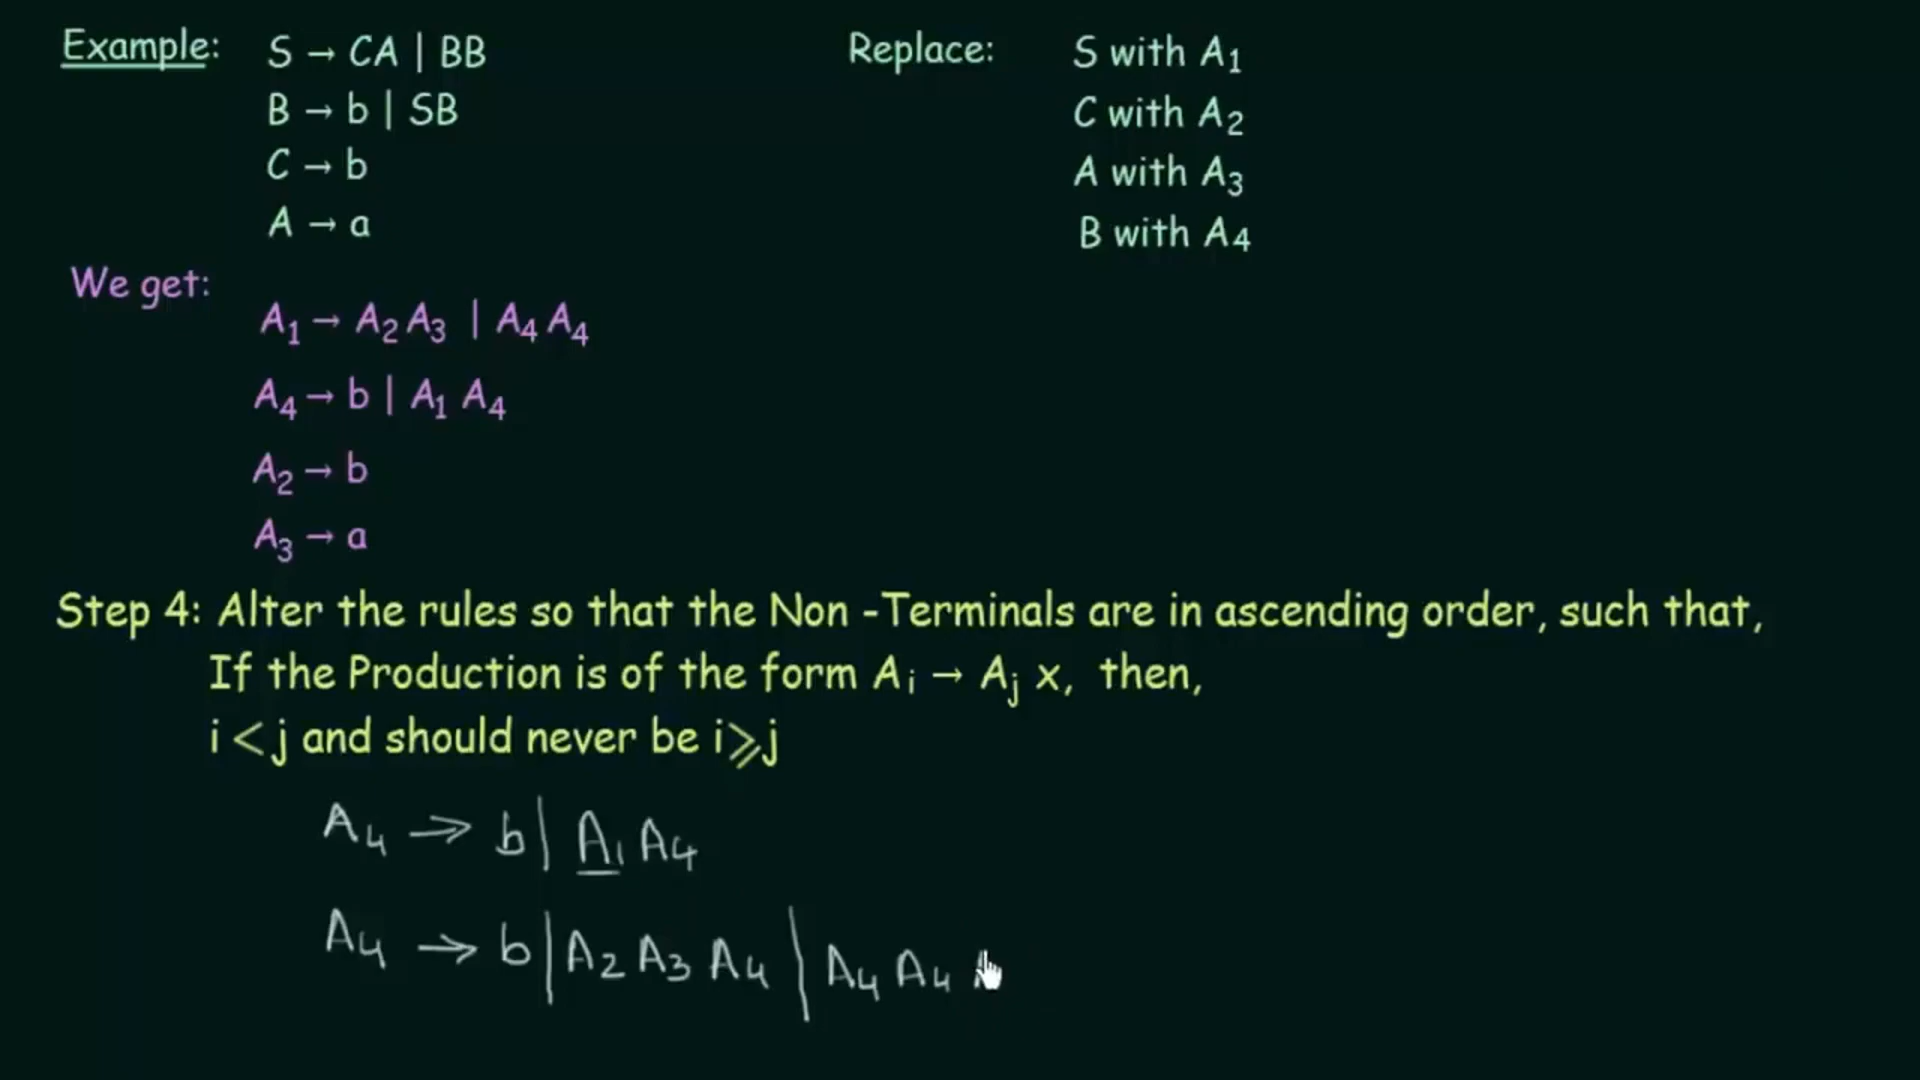 Example: S → CA | BB
B → b | SB
C → b
A → a
Replace: S with A₁
C with A₂
A with A₃
B with A₄
We get:
A₁ → A₂ A₃ | A₄ A₄
A₄ → b | A₁ A₄
A₂ → b
A₃ → a
Step 4: Alter the rules so that the Non -Terminals are in ascending order, such that,
If the Production is of the form Aᵢ → Aⱼ x, then,
i < j and should never be i ⩾ j
A₄ → b | A₁ A₄
A₄ → b | A₂ A₃ A₄ | A₄ A₄